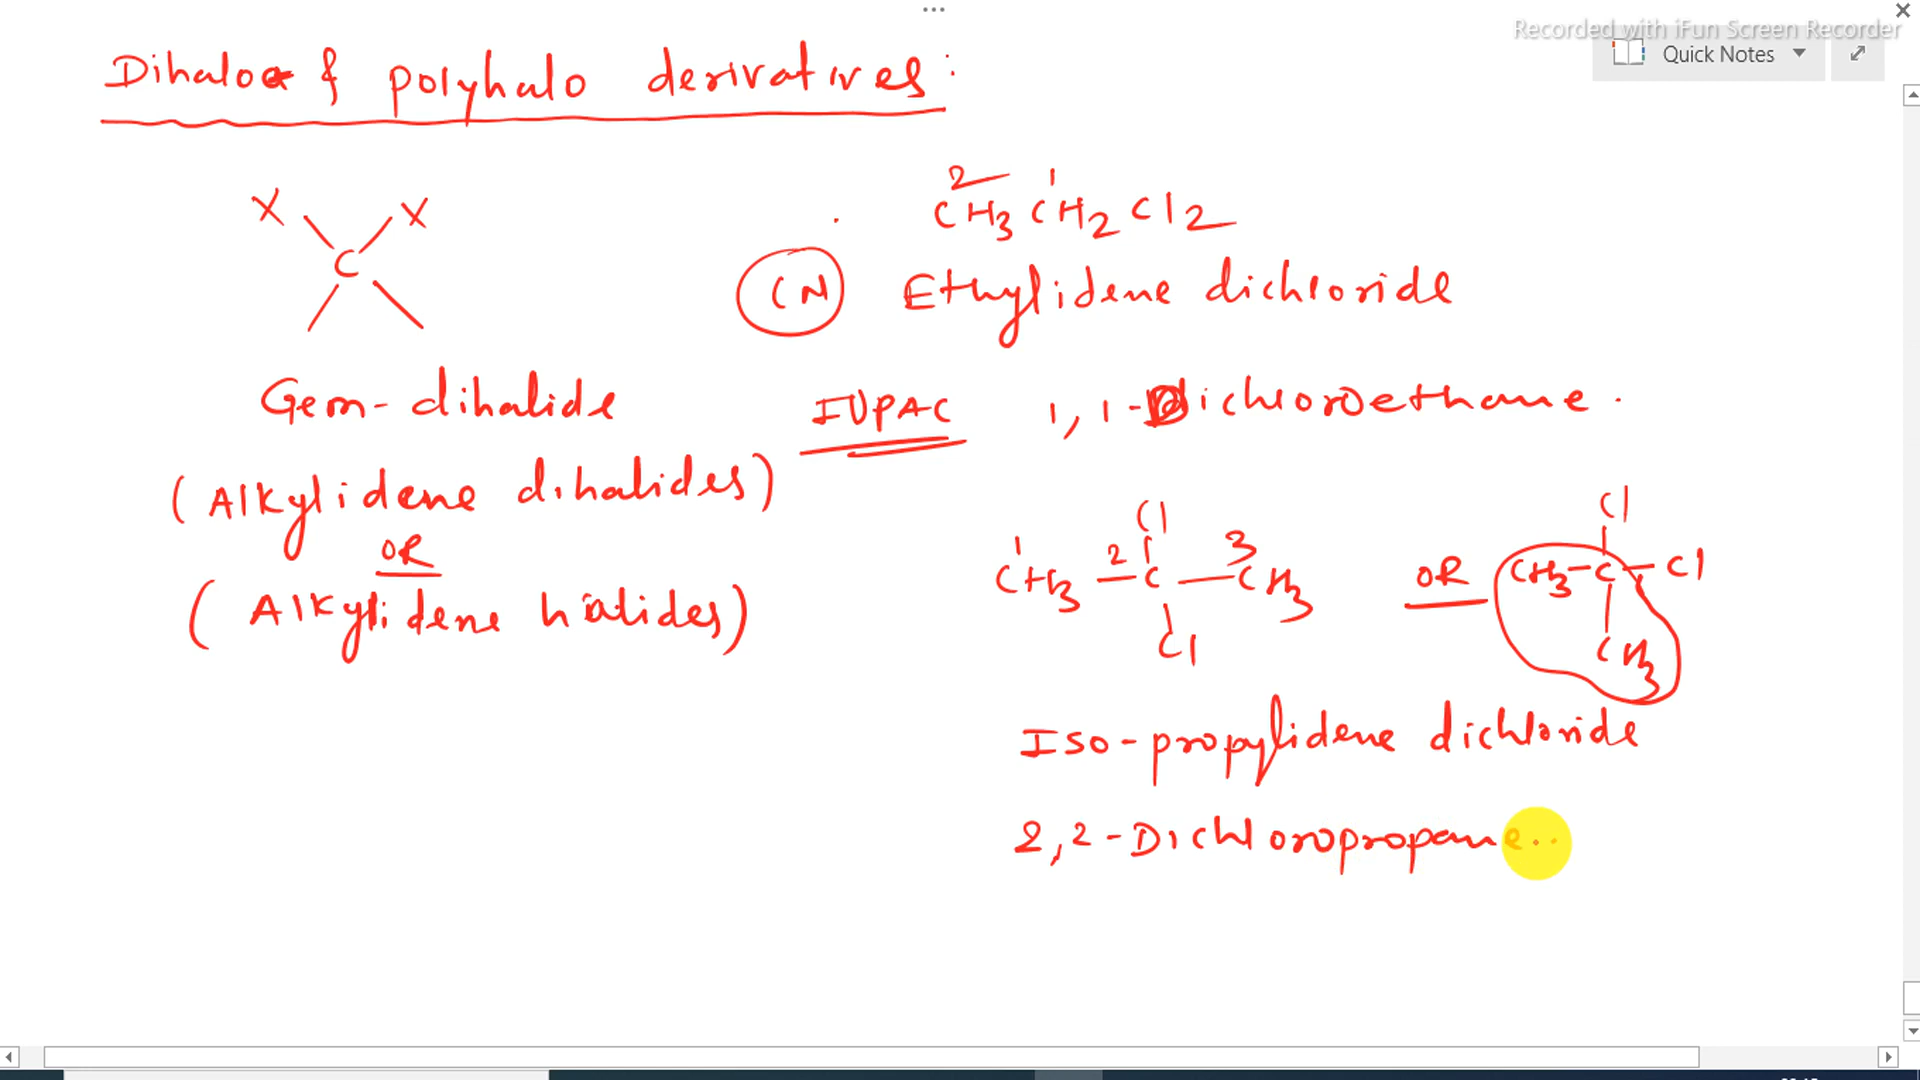 Recorded with iFun Screen Recorder
Quick Notes
Dihalo & polyhalo derivatives:
X X
C
Gem-dihalide
(Alkylidene dihalides)
OR
(Alkylidene halides)
2 1
CH3 CH2 Cl2
CN Ethylidene dichloride
IUPAC 1,1-Dichloroethane.
Cl
1 2 3
CH3 — C — CH3
Cl
OR
Cl
CH3 – C – Cl
CH3
Iso-propylidene dichloride
2,2-Dichloropropane..